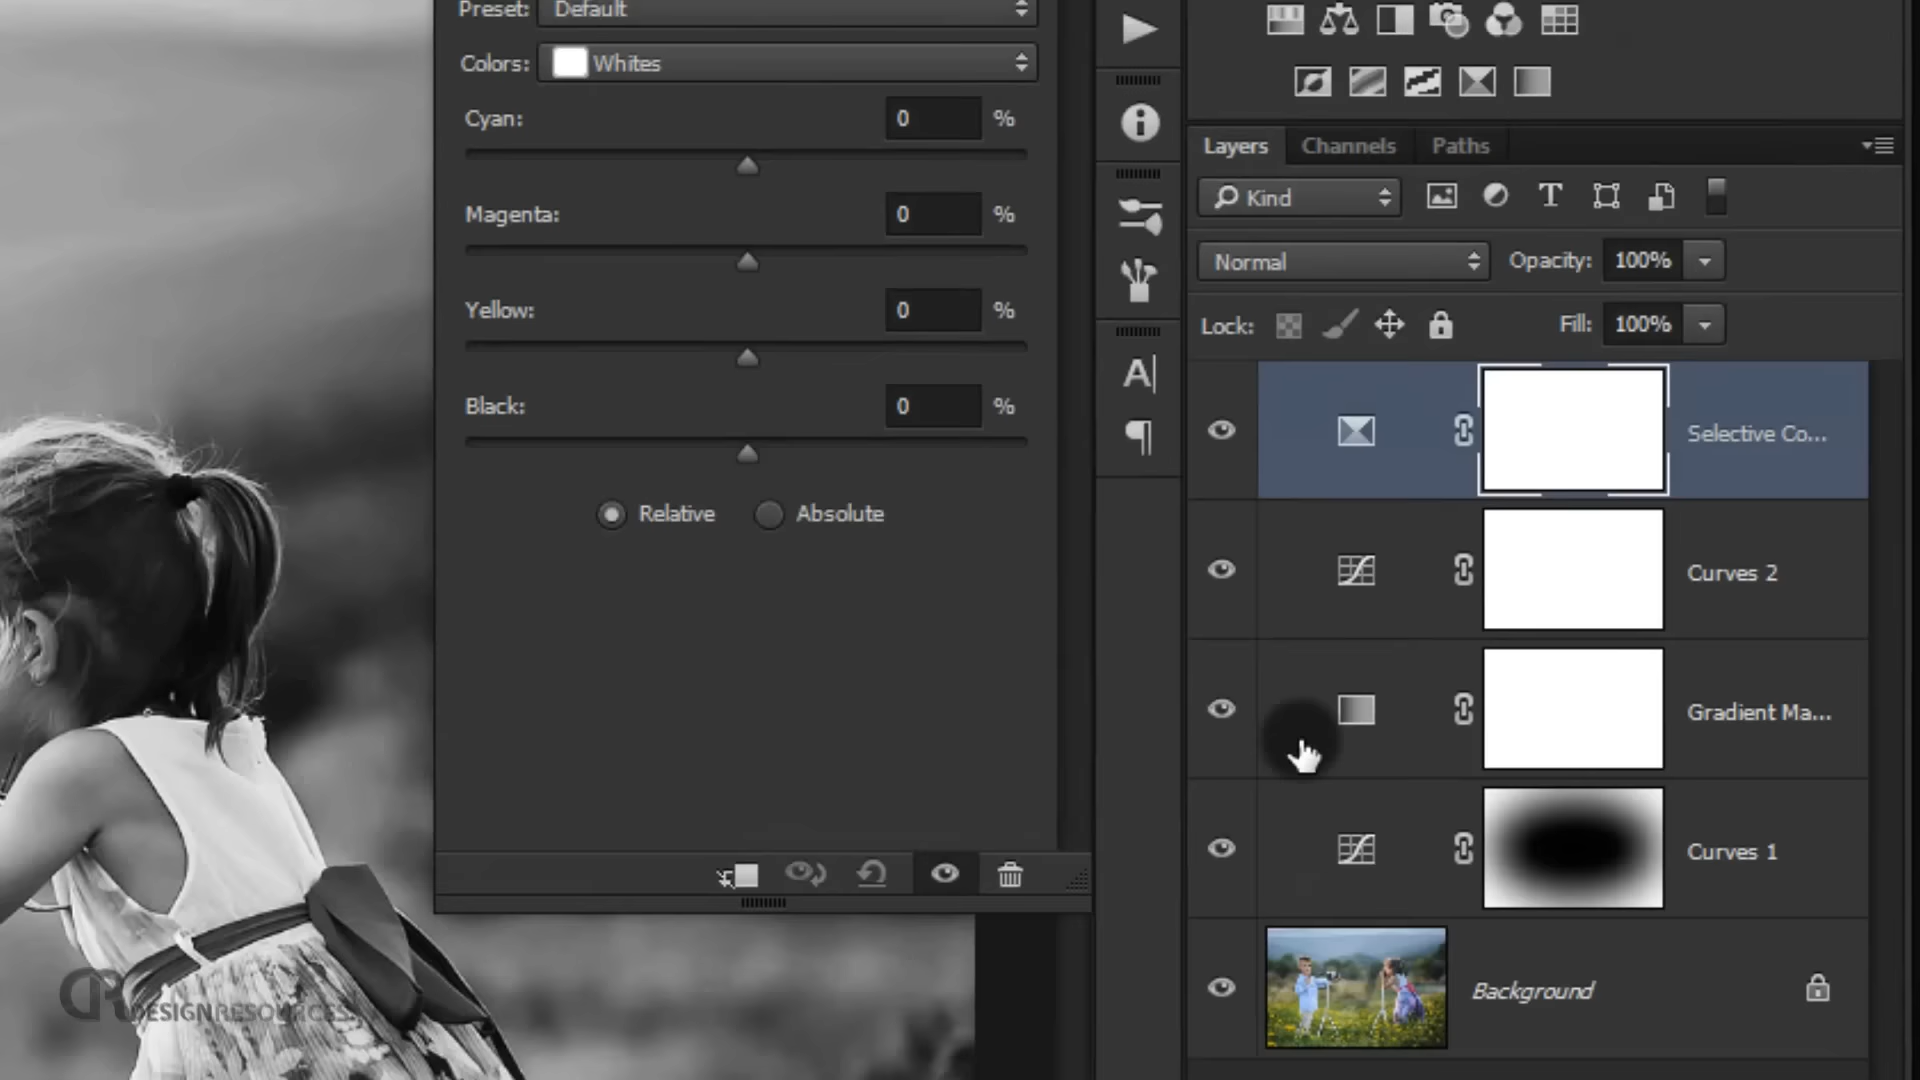 Preset: Default
Colors: Whites
Cyan: 0 %
Magenta: 0 %
Yellow: 0 %
Black: 0 %
Relative Absolute
Layers Channels Paths
Kind T
Normal Opacity: 100%
Lock: Fill: 100%
A|
Selective Co...
Curves 2
Gradient Ma...
Curves 1
Background
DR DESIGNRESOURCES